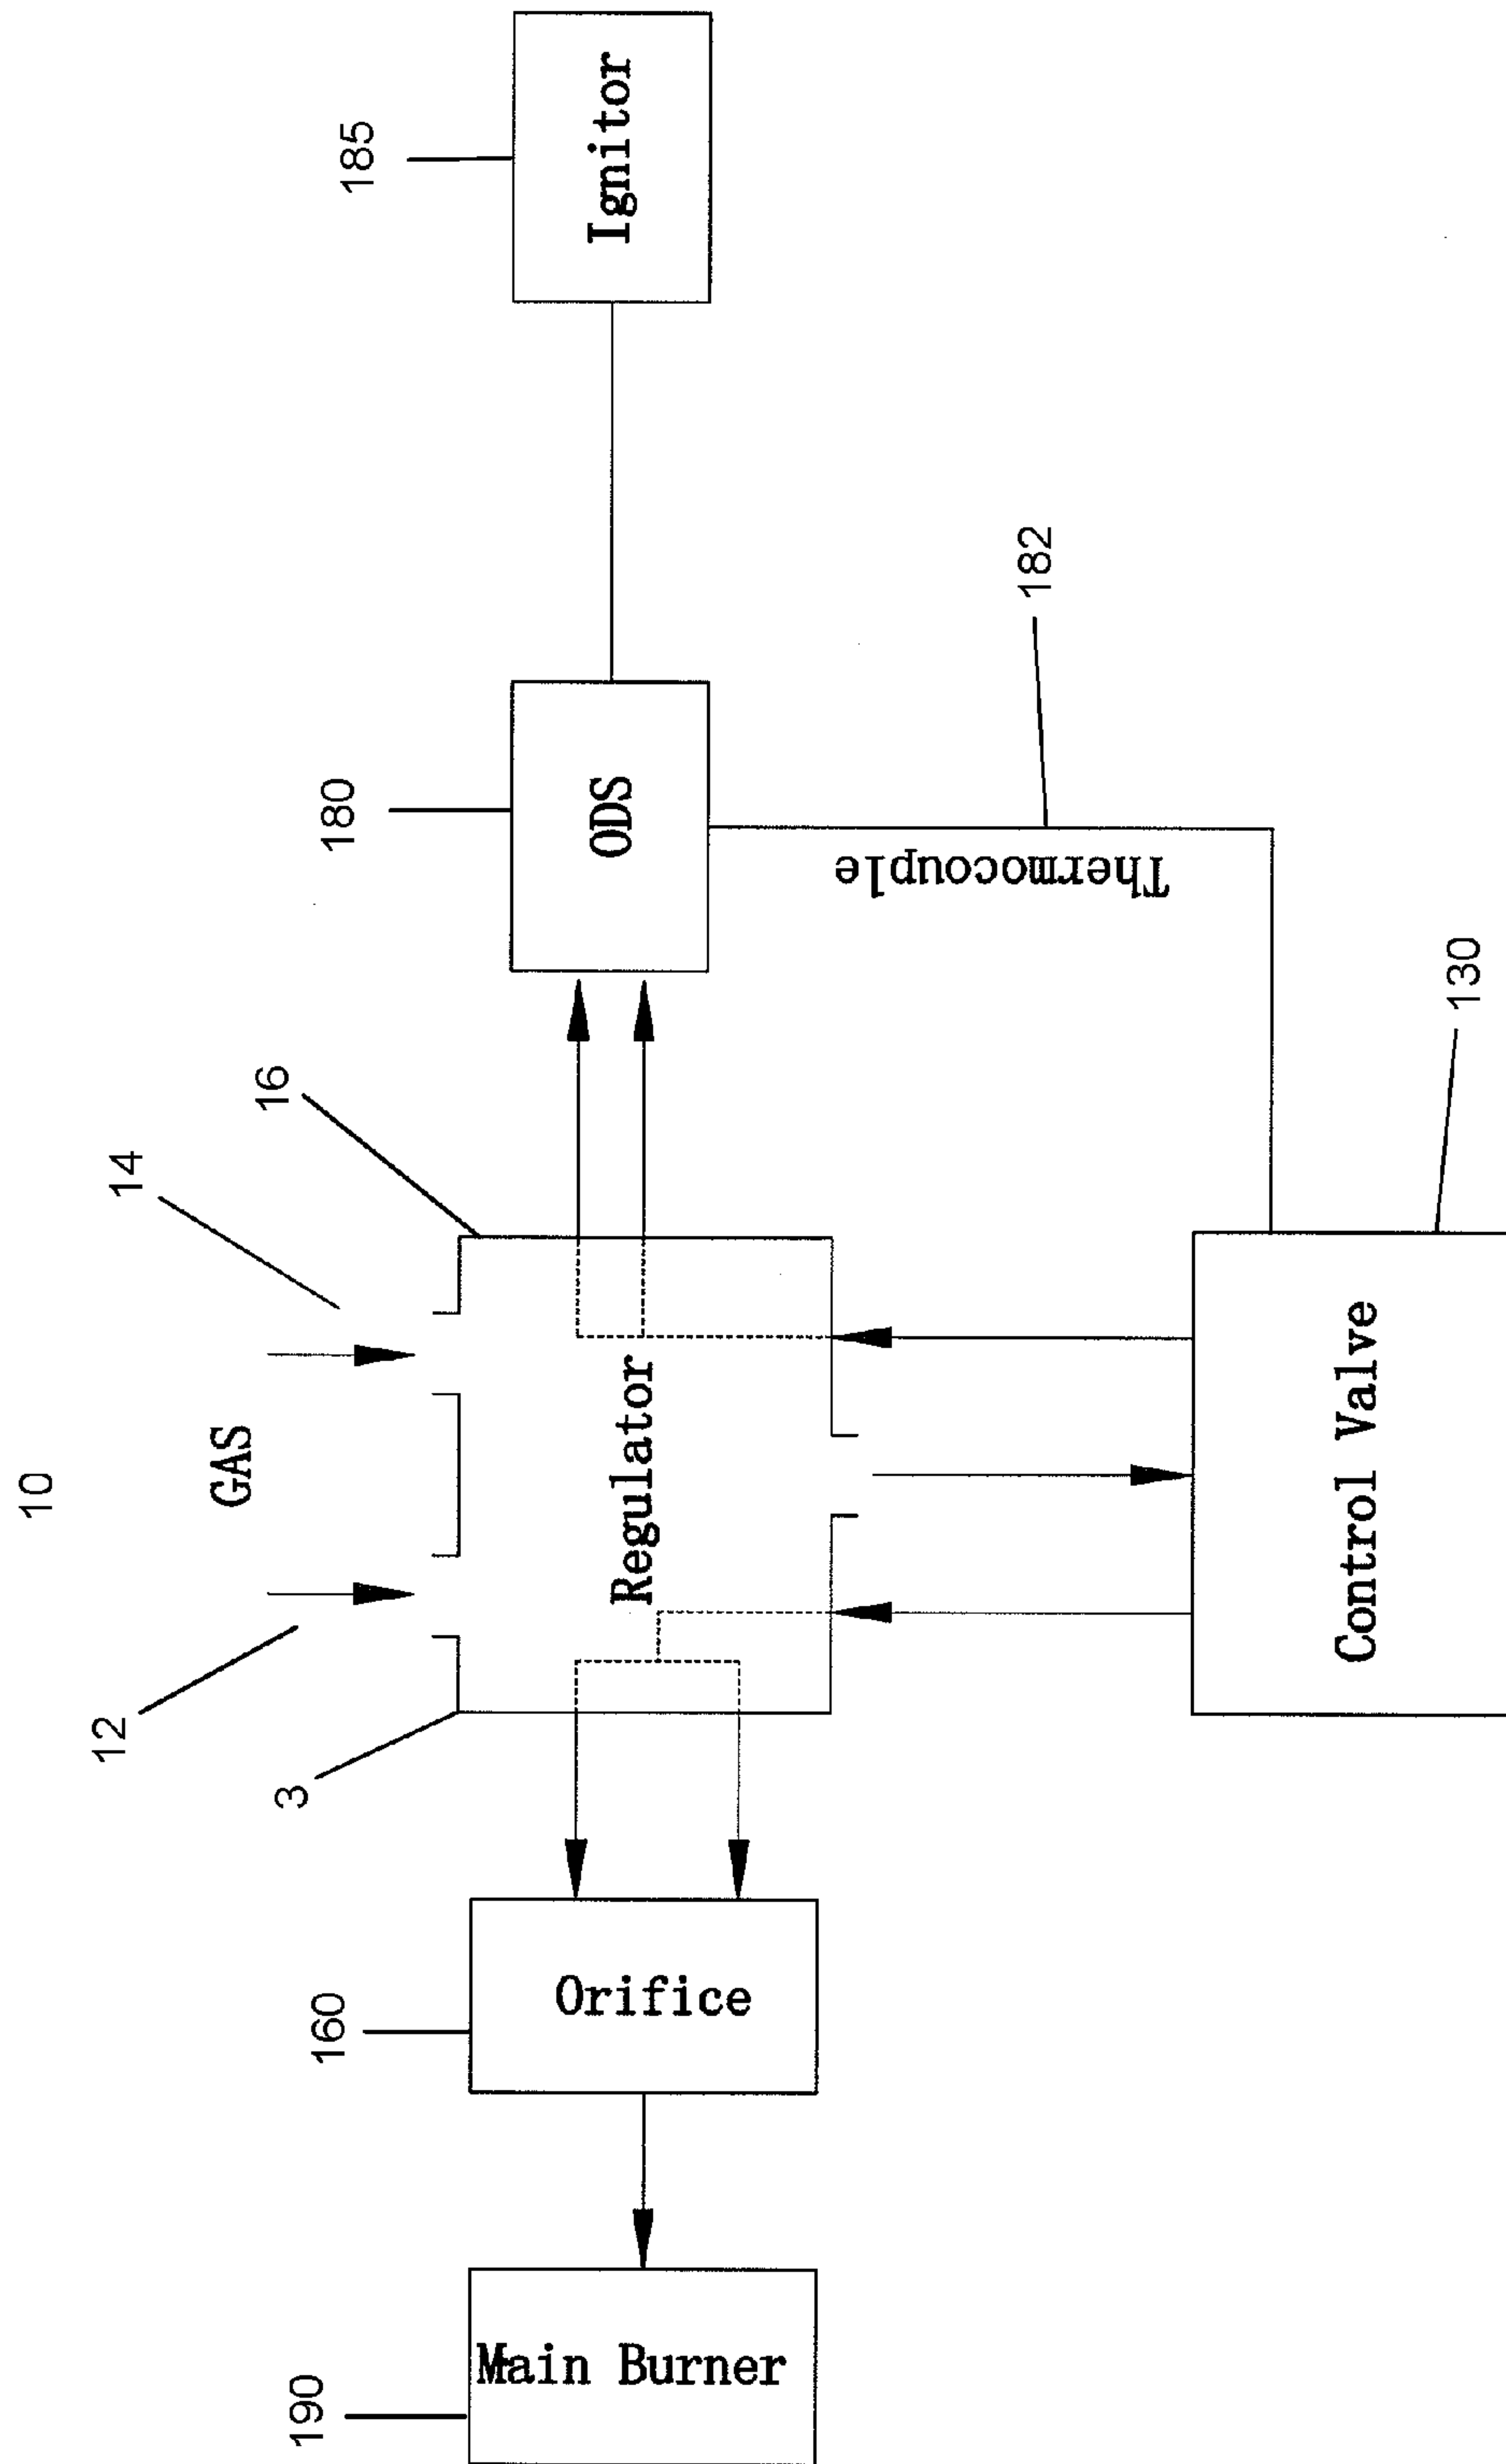 10
12
14
GAS
3
16
190
160
180
185
Main Burner
Orifice
Regulator
ODS
Ignitor
Thermocouple
182
Control Valve
130